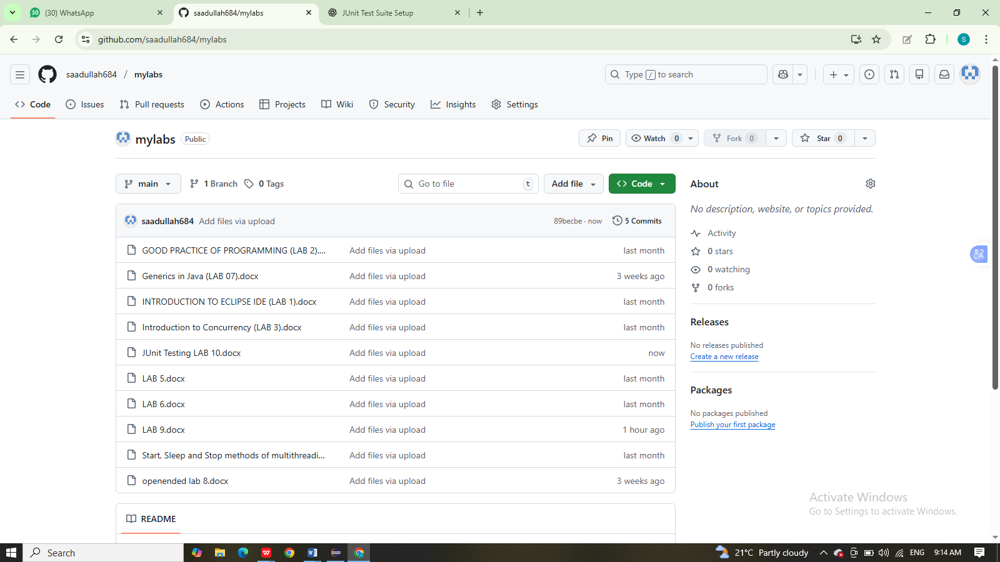 30 (30) WhatsApp
saadullah684/mylabs
JUnit Test Suite Setup
github.com/saadullah684/mylabs
S
saadullah684 / mylabs
Type / to search
Code
Issues
Pull requests
Actions
Projects
Wiki
Security
Insights
Settings
mylabs Public
Pin
Watch 0
Fork 0
Star 0
main
1 Branch
0 Tags
Go to file t
Add file
Code
saadullah684 Add files via upload 89becbe · now 5 Commits
GOOD PRACTICE OF PROGRAMMING (LAB 2).... Add files via upload last month
Generics in Java (LAB 07).docx Add files via upload 3 weeks ago
INTRODUCTION TO ECLIPSE IDE (LAB 1).docx Add files via upload last month
Introduction to Concurrency (LAB 3).docx Add files via upload last month
JUnit Testing LAB 10.docx Add files via upload now
LAB 5.docx Add files via upload last month
LAB 6.docx Add files via upload last month
LAB 9.docx Add files via upload 1 hour ago
Start, Sleep and Stop methods of multithreadi... Add files via upload last month
openended lab 8.docx Add files via upload 3 weeks ago
README
About
No description, website, or topics provided.
Activity
0 stars
0 watching
0 forks
Releases
No releases published
Create a new release
Packages
No packages published
Publish your first package
Activate Windows
Go to Settings to activate Windows.
Search
21°C Partly cloudy
ENG
9:14 AM